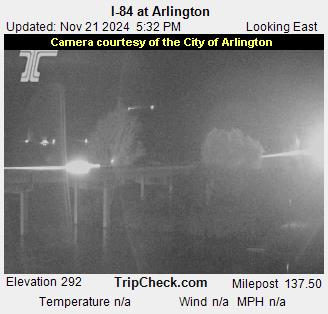 I-84 at Arlington
Updated: Nov 21 2024 5:32 PM Looking East
Camera courtesy of the City of Arlington
Elevation 292 TripCheck.com Milepost 137.50
Temperature n/a Wind n/a MPH n/a